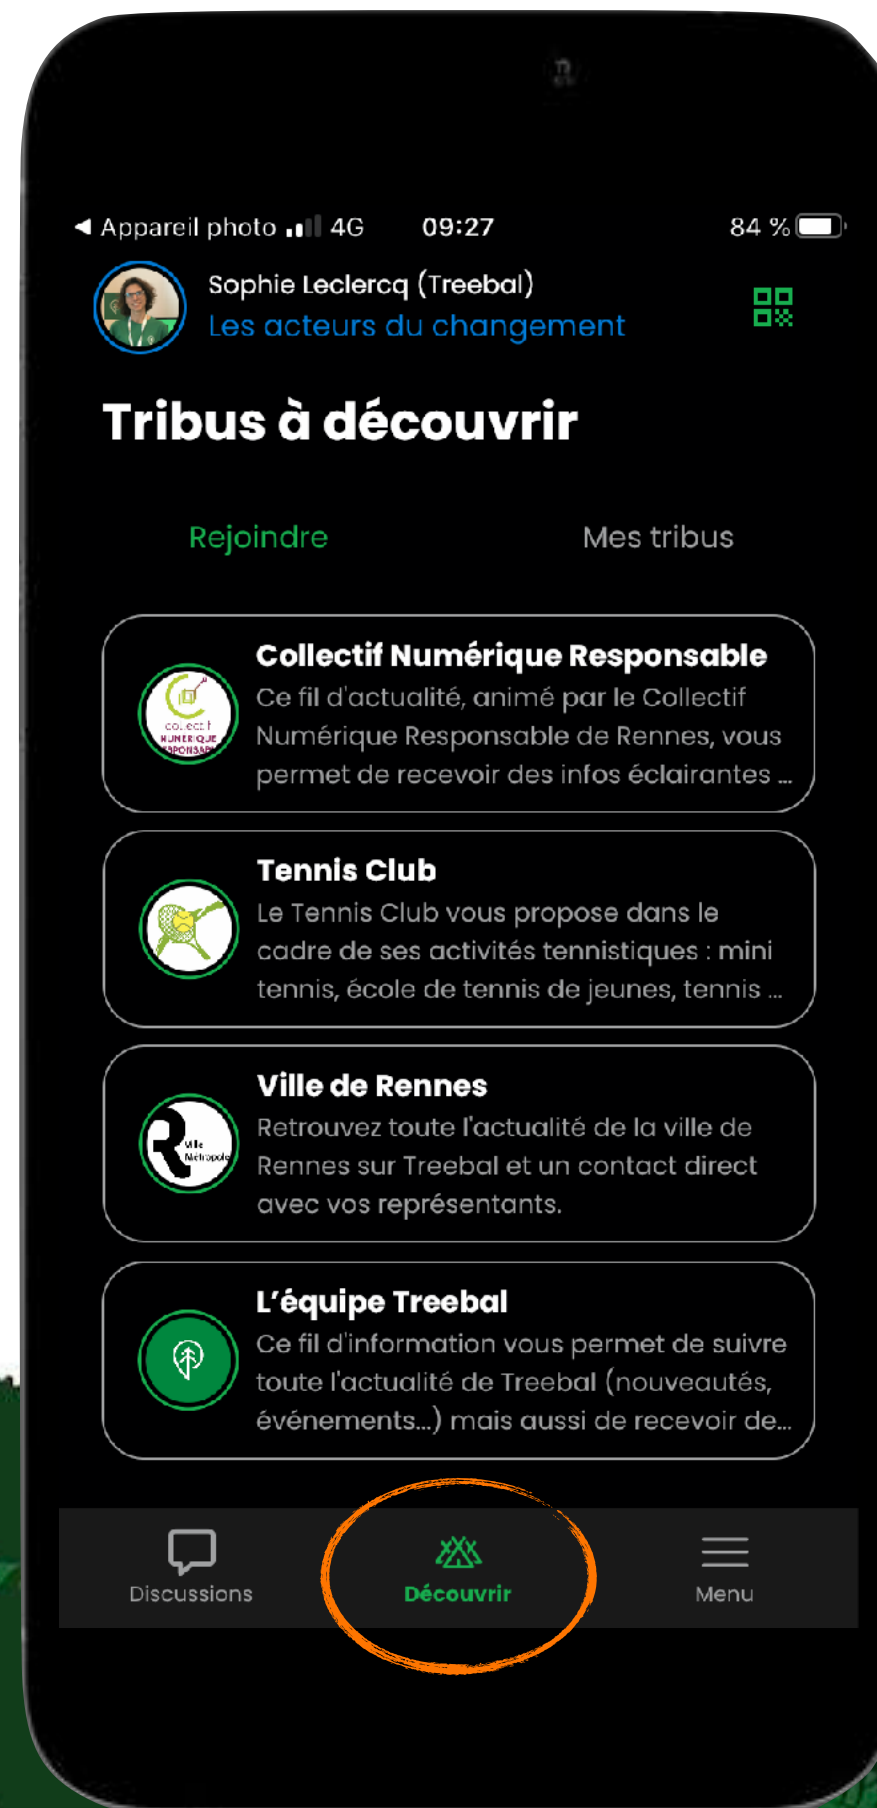 ◀ Appareil photo 4G 09:27 84 %
Sophie Leclercq (Treebal)
Les acteurs du changement
Tribus à découvrir
Rejoindre Mes tribus
Collectif Numérique Responsable
Ce fil d'actualité, animé par le Collectif
Numérique Responsable de Rennes, vous
permet de recevoir des infos éclairantes ...
collectif
NUMERIQUE
Tennis Club
Le Tennis Club vous propose dans le
cadre de ses activités tennistiques : mini
tennis, école de tennis de jeunes, tennis ...
Ville de Rennes
Retrouvez toute l'actualité de la ville de
Rennes sur Treebal et un contact direct
avec vos représentants.
Ville
Métropole
L'équipe Treebal
Ce fil d'information vous permet de suivre
toute l'actualité de Treebal (nouveautés,
événements...) mais aussi de recevoir de...
Discussions Découvrir Menu